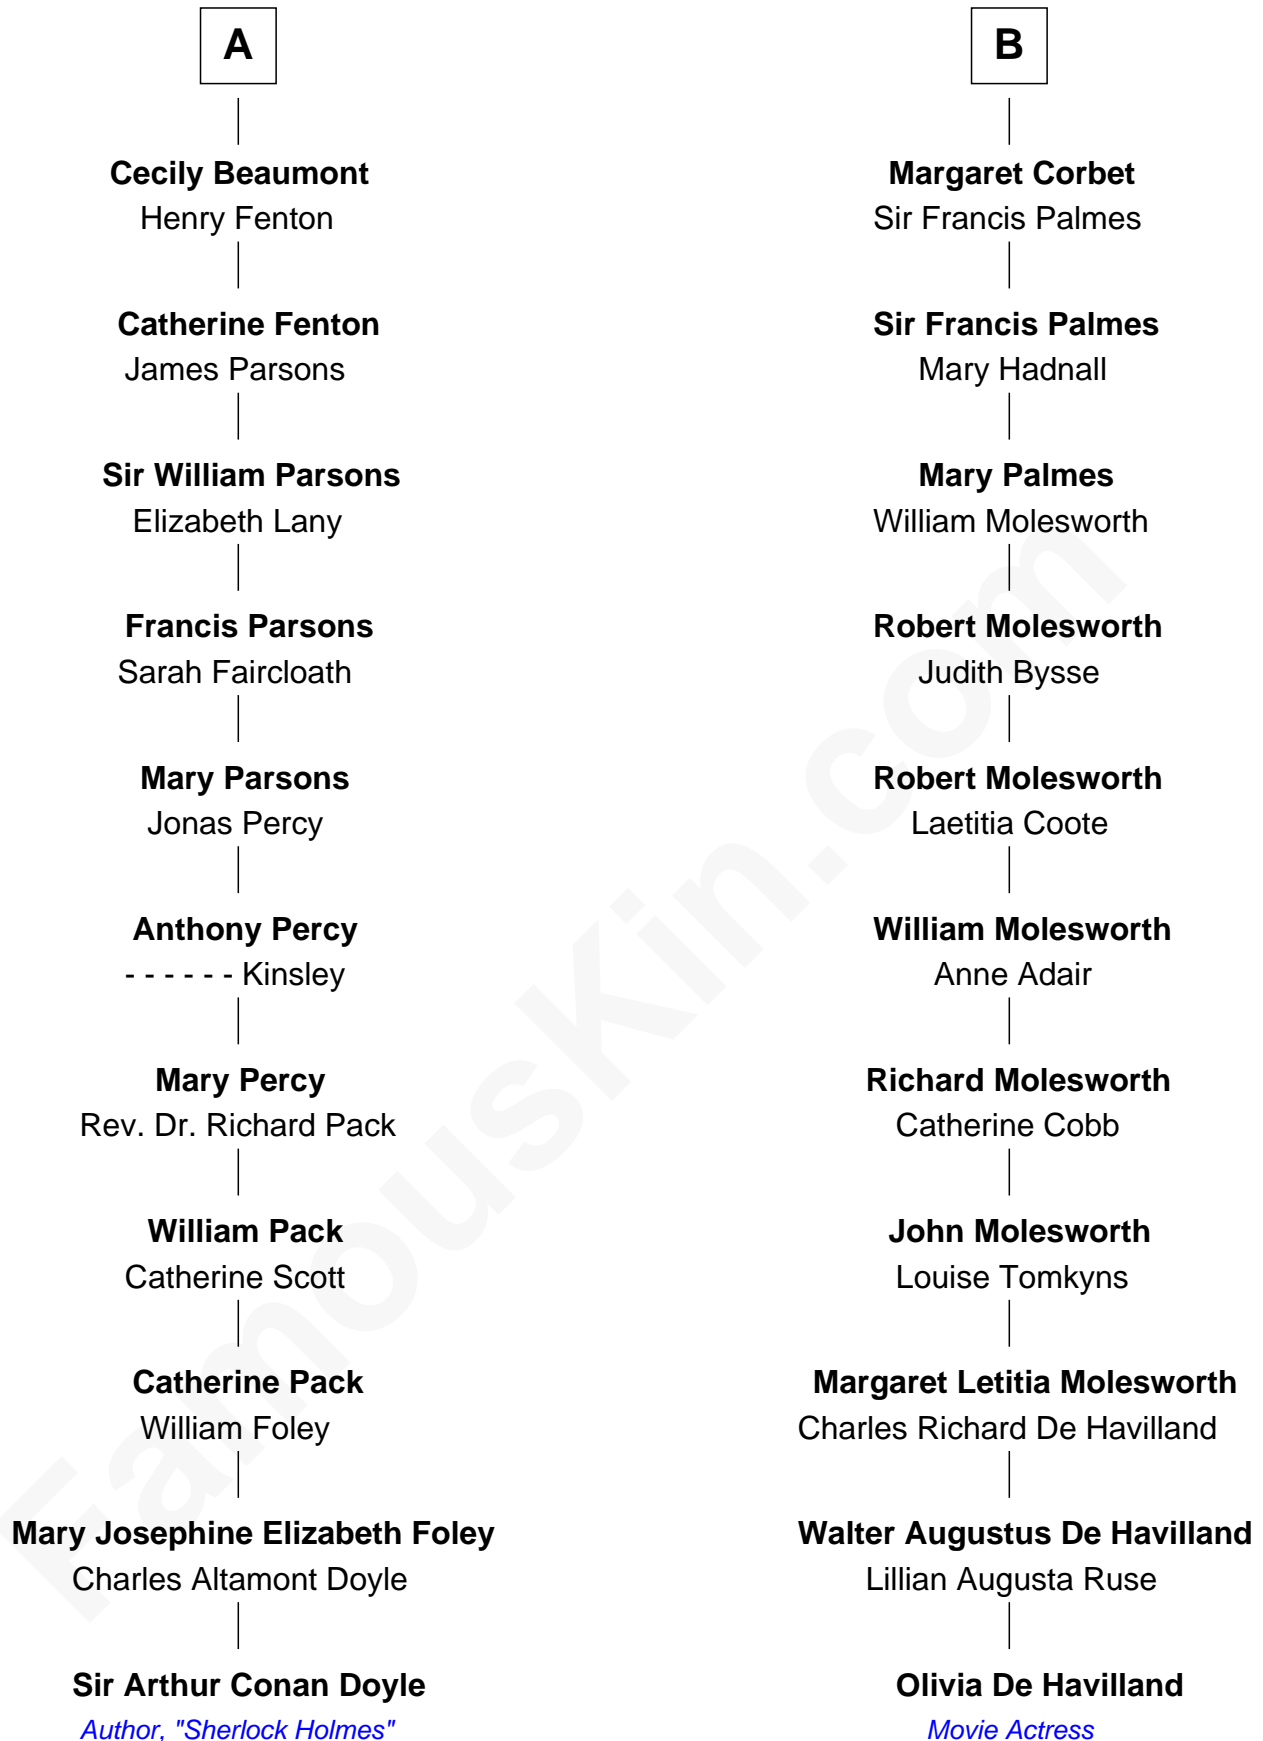 A
Cecily Beaumont
Henry Fenton
Catherine Fenton
James Parsons
Sir William Parsons
Elizabeth Lany
Francis Parsons
Sarah Faircloath
Mary Parsons
Jonas Percy
Anthony Percy
- - - - - - Kinsley
Mary Percy
Rev. Dr. Richard Pack
William Pack
Catherine Scott
Catherine Pack
William Foley
Mary Josephine Elizabeth Foley
Charles Altamont Doyle
Sir Arthur Conan Doyle
Author, "Sherlock Holmes"
B
Margaret Corbet
Sir Francis Palmes
Sir Francis Palmes
Mary Hadnall
Mary Palmes
William Molesworth
Robert Molesworth
Judith Bysse
Robert Molesworth
Laetitia Coote
William Molesworth
Anne Adair
Richard Molesworth
Catherine Cobb
John Molesworth
Louise Tomkyns
Margaret Letitia Molesworth
Charles Richard De Havilland
Walter Augustus De Havilland
Lillian Augusta Ruse
Olivia De Havilland
Movie Actress
FamousKin.com